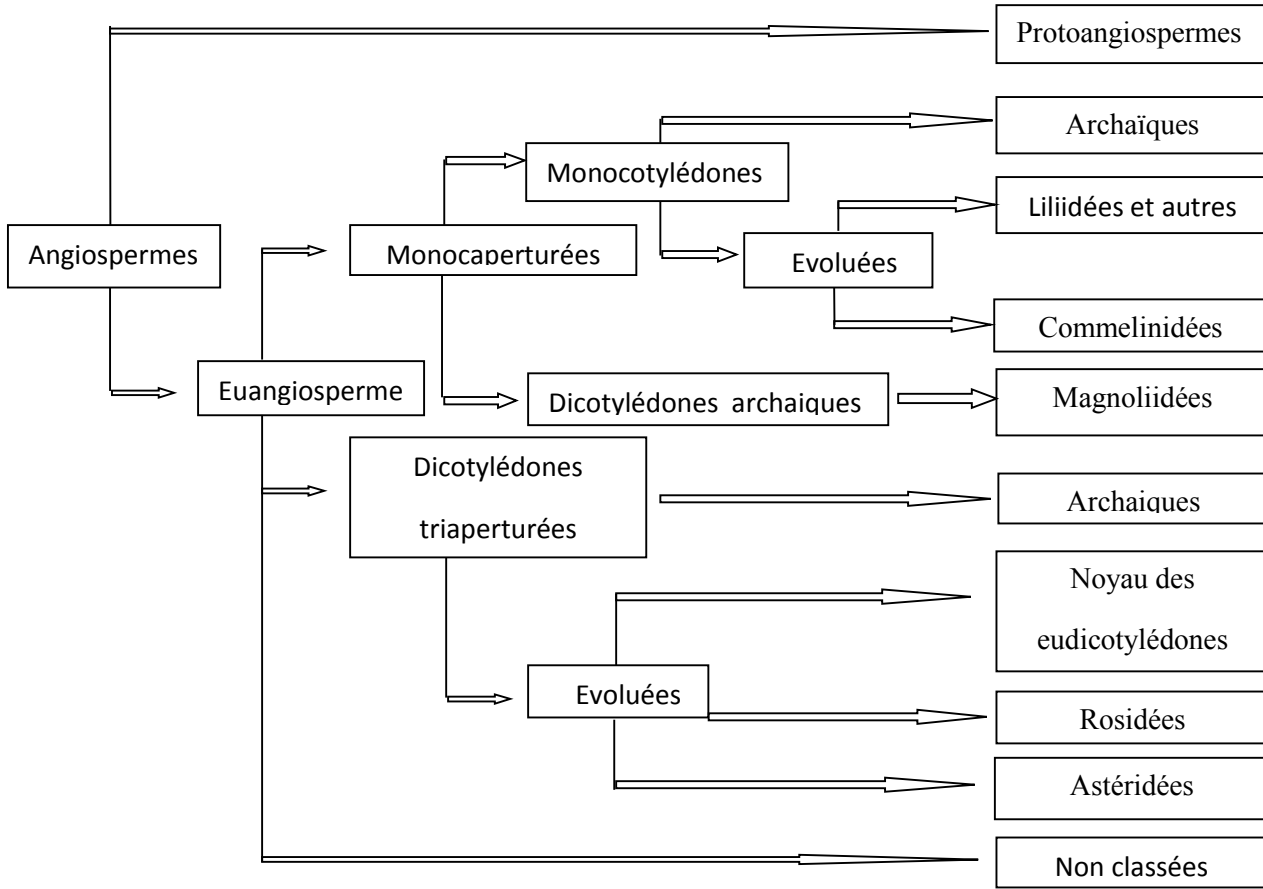 Protoangiospermes
Archaïques
Monocotylédones
Liliidées et autres
Angiospermes
Monocaperturées
Evoluées
Commelinidées
Euangiosperme
Dicotylédones archaiques
Magnoliidées
Dicotylédones
triaperturées
Archaiques
Noyau des
eudicotylédones
Evoluées
Rosidées
Astéridées
Non classées